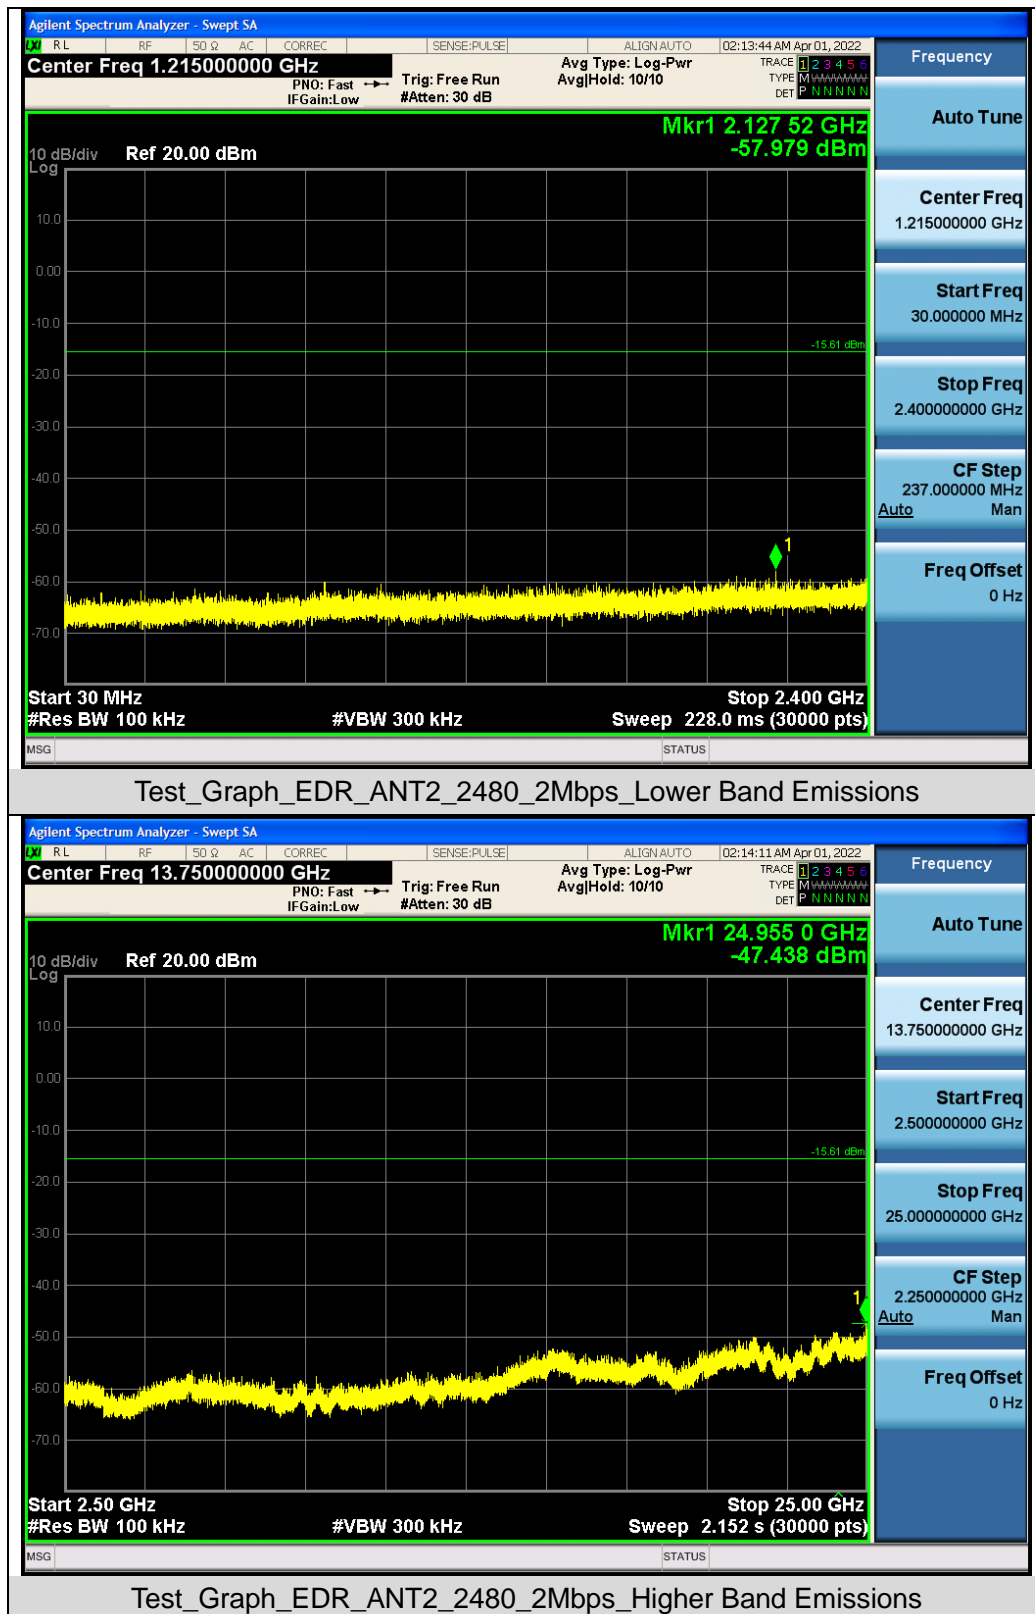 Agilent Spectrum Analyzer - Swept SA
LXI RL RF 50 Ω AC CORREC SENSE:PULSE ALIGN AUTO 02:13:44 AM Apr 01, 2022
Center Freq 1.215000000 GHz
PNO: Fast
IFGain:Low
Trig: Free Run
#Atten: 30 dB
Avg Type: Log-Pwr
Avg|Hold: 10/10
TRACE 1 2 3 4 5 6
TYPE M
DET P N N N N N
Frequency
Auto Tune
Mkr1 2.127 52 GHz
-57.979 dBm
10 dB/div Ref 20.00 dBm
Log
10.0
0.00
-10.0
-15.61 dBm
-20.0
-30.0
-40.0
-50.0
1
-60.0
-70.0
Start 30 MHz Stop 2.400 GHz
#Res BW 100 kHz #VBW 300 kHz Sweep 228.0 ms (30000 pts)
MSG STATUS
Center Freq
1.215000000 GHz
Start Freq
30.000000 MHz
Stop Freq
2.400000000 GHz
CF Step
237.000000 MHz
Auto Man
Freq Offset
0 Hz
Test_Graph_EDR_ANT2_2480_2Mbps_Lower Band Emissions
Agilent Spectrum Analyzer - Swept SA
LXI RL RF 50 Ω AC CORREC SENSE:PULSE ALIGN AUTO 02:14:11 AM Apr 01, 2022
Center Freq 13.750000000 GHz
PNO: Fast
IFGain:Low
Trig: Free Run
#Atten: 30 dB
Avg Type: Log-Pwr
Avg|Hold: 10/10
TRACE 1 2 3 4 5 6
TYPE M
DET P N N N N N
Frequency
Auto Tune
Mkr1 24.955 0 GHz
-47.438 dBm
10 dB/div Ref 20.00 dBm
Log
10.0
0.00
-10.0
-15.61 dBm
-20.0
-30.0
-40.0
1
-50.0
-60.0
-70.0
Start 2.50 GHz Stop 25.00 GHz
#Res BW 100 kHz #VBW 300 kHz Sweep 2.152 s (30000 pts)
MSG STATUS
Center Freq
13.750000000 GHz
Start Freq
2.500000000 GHz
Stop Freq
25.000000000 GHz
CF Step
2.250000000 GHz
Auto Man
Freq Offset
0 Hz
Test_Graph_EDR_ANT2_2480_2Mbps_Higher Band Emissions